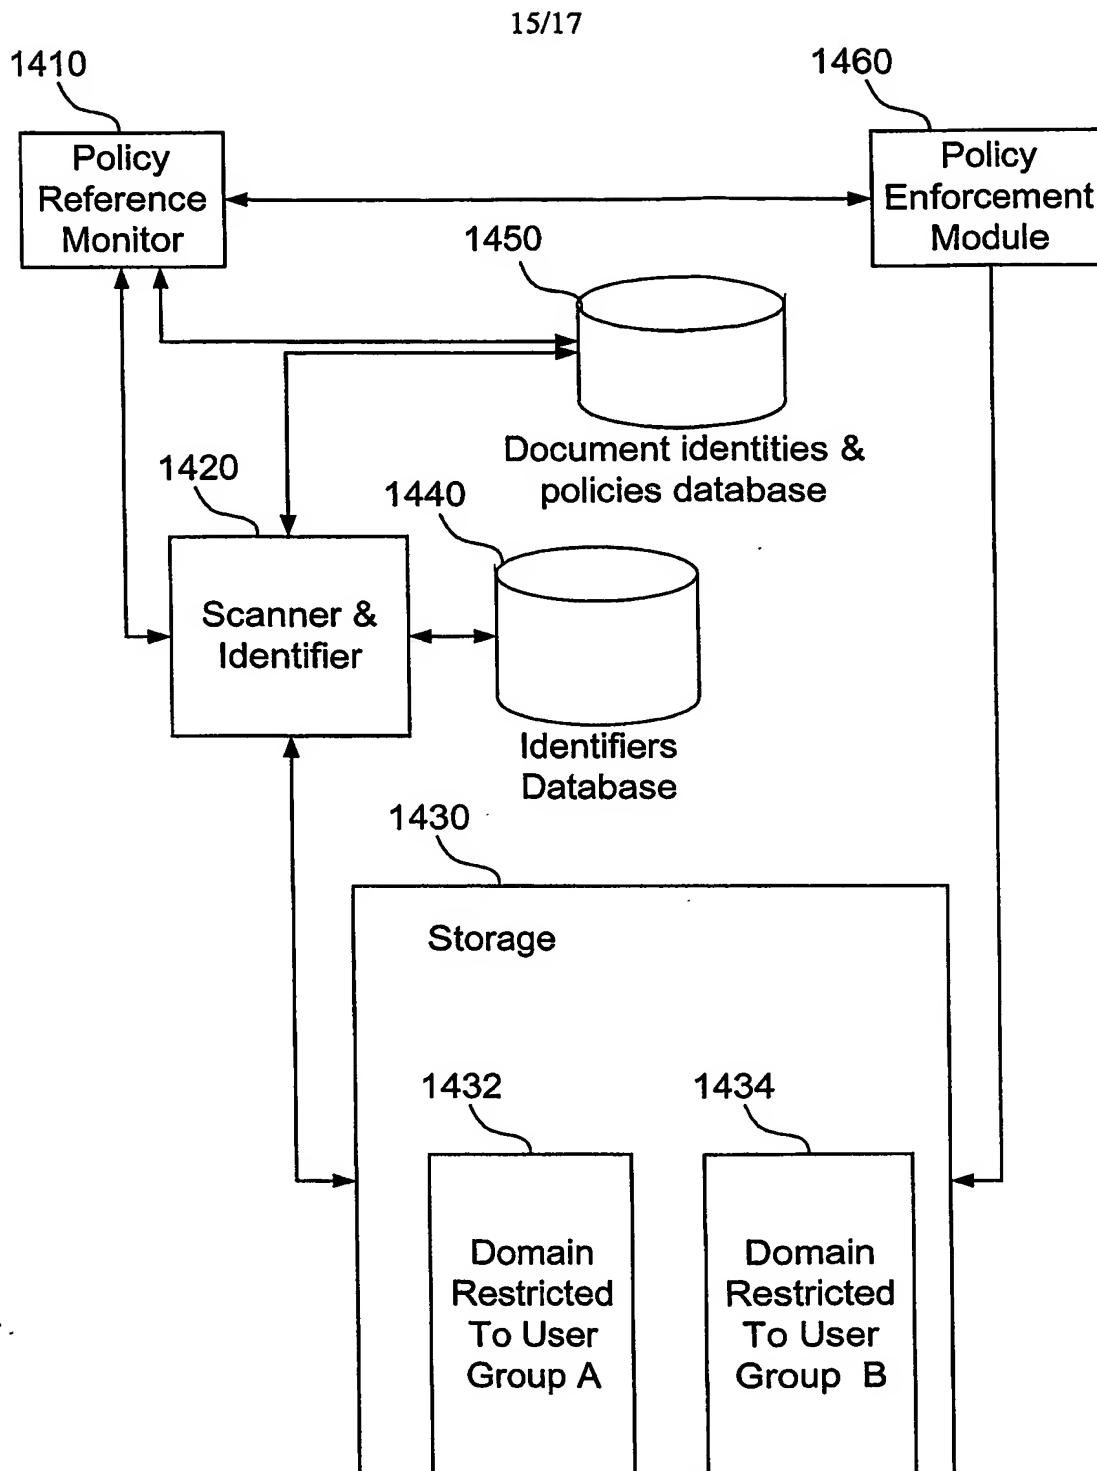 15/17
1410
1460
Policy
Reference
Monitor
Policy
Enforcement
Module
1450
Document identities &
policies database
1420
1440
Scanner &
Identifier
Identifiers
Database
1430
Storage
1432
1434
Domain
Restricted
To User
Group A
Domain
Restricted
To User
Group B